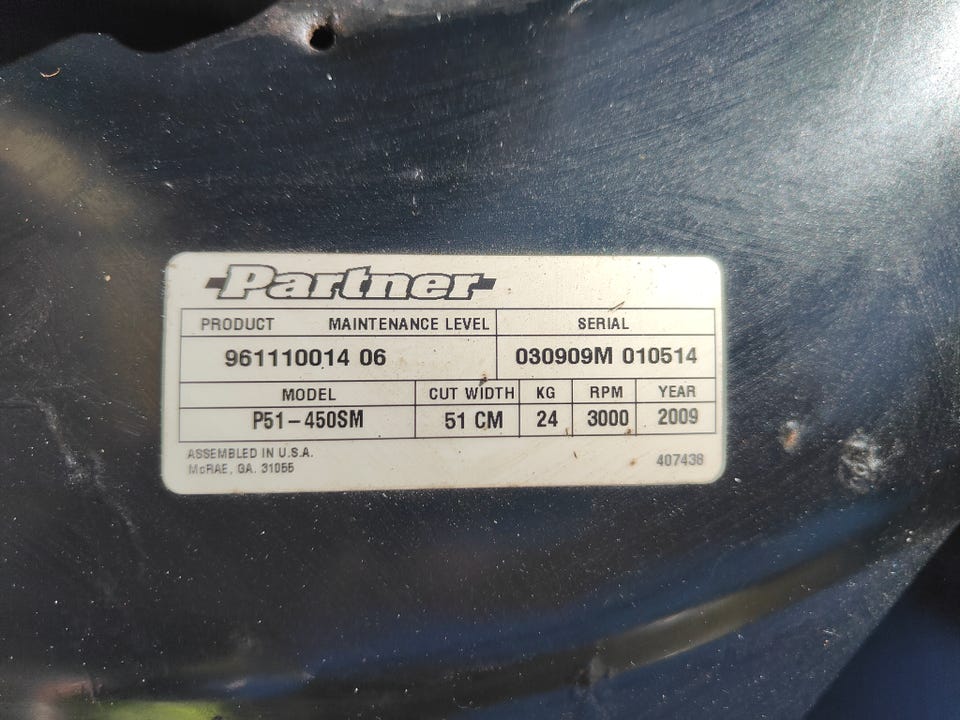 Partner
PRODUCT MAINTENANCE LEVEL SERIAL
961110014 06 030909M 010514
MODEL CUT WIDTH KG RPM YEAR
P51-450SM 51 CM 24 3000 2009
ASSEMBLED IN U.S.A.
McRAE, GA. 31055 407438